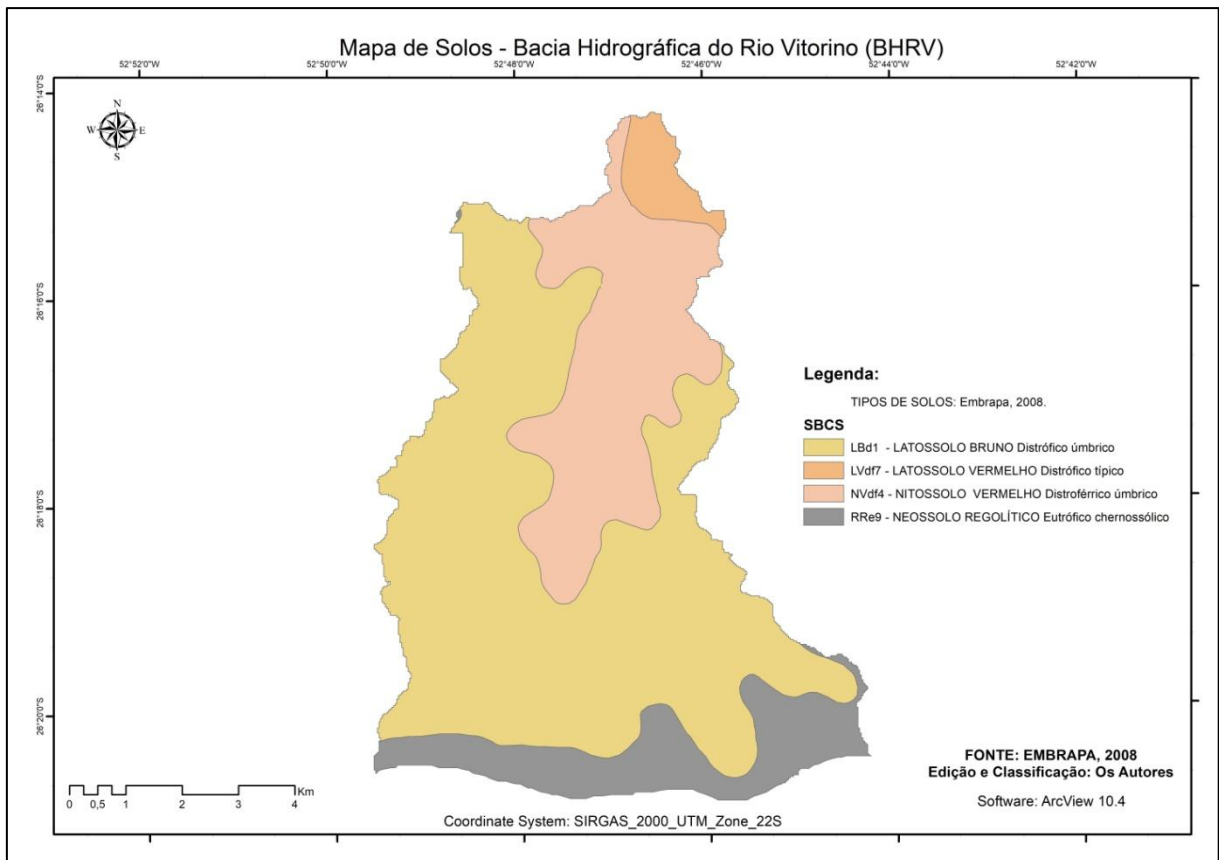 Mapa de Solos - Bacia Hidrográfica do Rio Vitorino (BHRV)
52°52'0"W 52°50'0"W 52°48'0"W 52°46'0"W 52°44'0"W 52°42'0"W
26°14'0"S
N
W E
S
26°16'0"S
Legenda:
TIPOS DE SOLOS: Embrapa, 2008.
SBCS
LBd1 - LATOSSOLO BRUNO Distrófico úmbrico
LVdf7 - LATOSSOLO VERMELHO Distrófico típico
NVdf4 - NITOSSOLO VERMELHO Distroférrico úmbrico
RRe9 - NEOSSOLO REGOLÍTICO Eutrófico chernossólico
26°18'0"S
26°20'0"S
FONTE: EMBRAPA, 2008
Edição e Classificação: Os Autores
Software: ArcView 10.4
Km
0 0,5 1 2 3 4
Coordinate System: SIRGAS_2000_UTM_Zone_22S